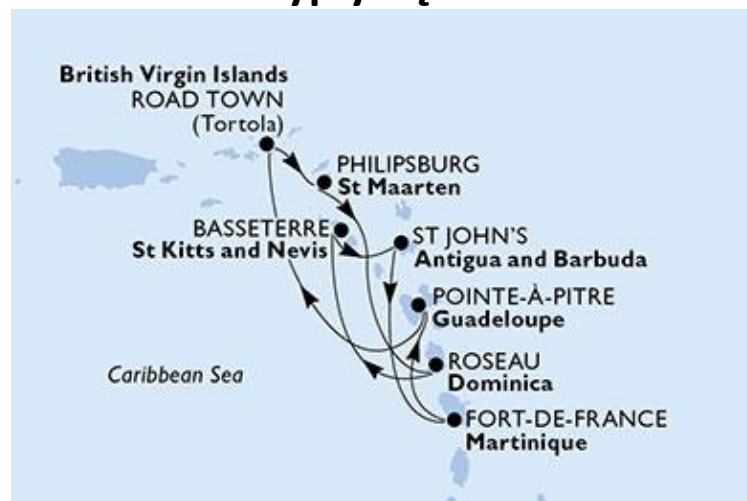 British Virgin Islands
ROAD TOWN
(Tortola)
PHILIPSBURG
St Maarten
BASSETERRE
St Kitts and Nevis
ST JOHN'S
Antigua and Barbuda
POINTE-À-PITRE
Guadeloupe
Caribbean Sea
ROSEAU
Dominica
FORT-DE-FRANCE
Martinique